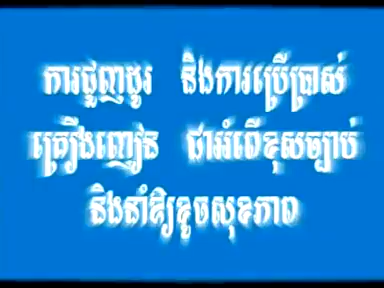 ការជួញដូរ និងការប្រើប្រាស់
គ្រឿងញៀន ជាអំពើខុសច្បាប់
និងនាំឱ្យខូចសុខភាព